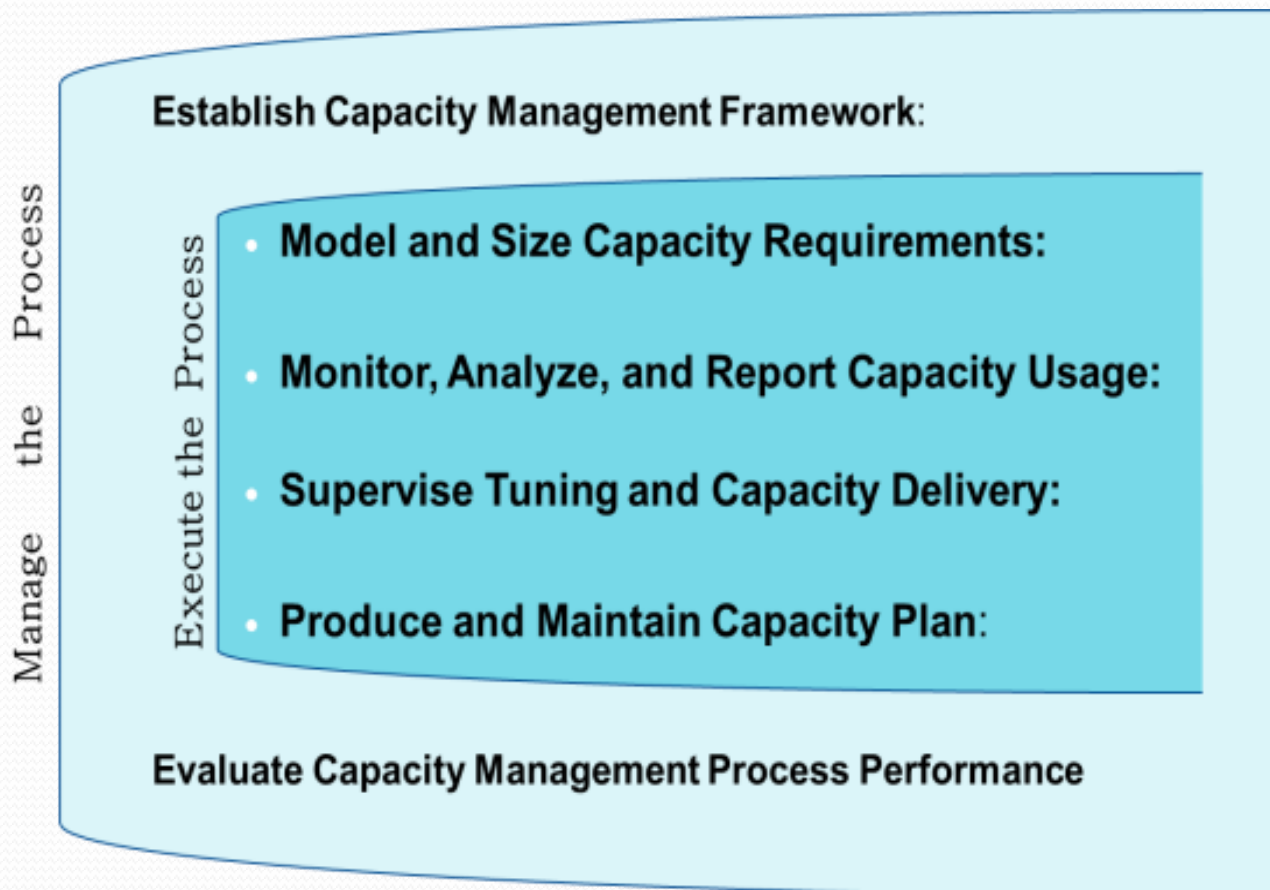 Establish Capacity Management Framework:
Manage the Process
Execute the Process
• Model and Size Capacity Requirements:
• Monitor, Analyze, and Report Capacity Usage:
• Supervise Tuning and Capacity Delivery:
• Produce and Maintain Capacity Plan:
Evaluate Capacity Management Process Performance